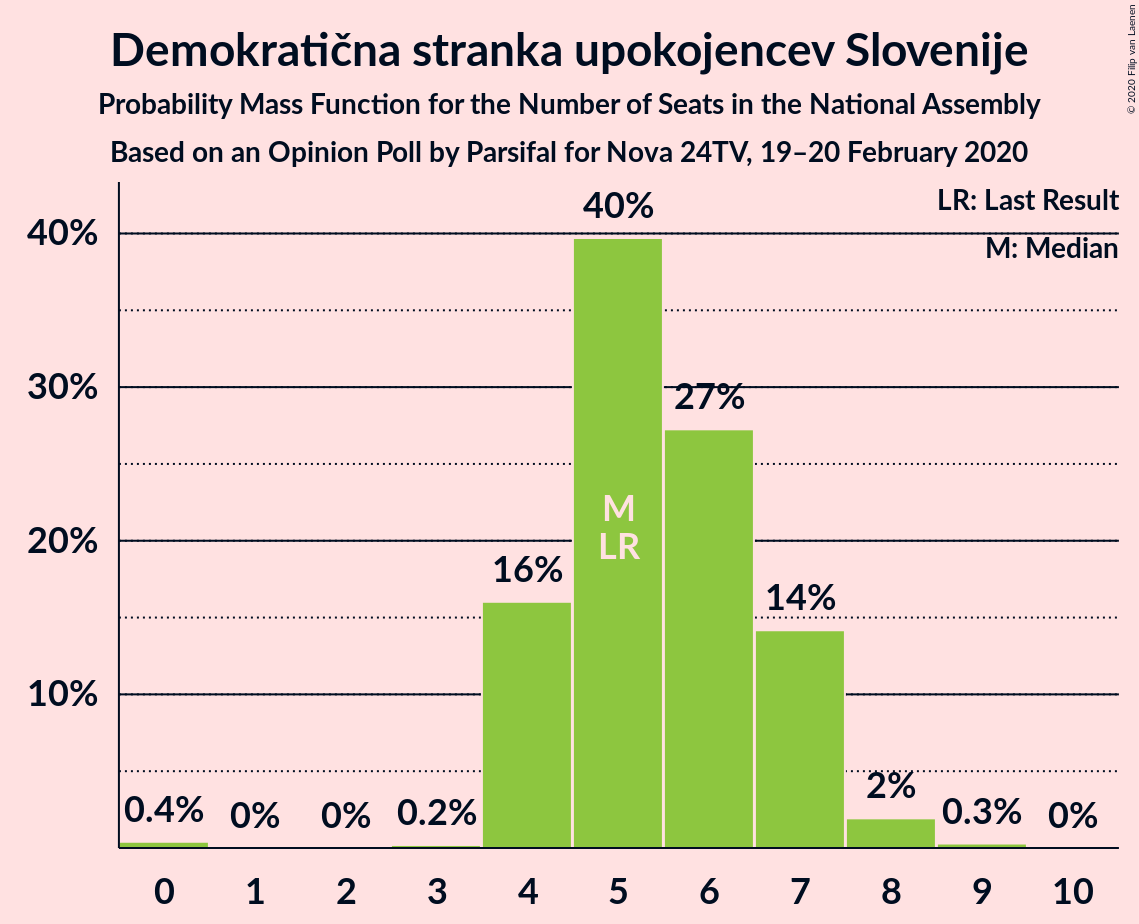 Demokratična stranka upokojencev Slovenije
Probability Mass Function for the Number of Seats in the National Assembly
Based on an Opinion Poll by Parsifal for Nova 24TV, 19–20 February 2020
© 2020 Filip van Laenen
LR: Last Result
M: Median
40%
30%
20%
10%
0.4%
0%
0%
0.2%
16%
40%
27%
14%
2%
0.3%
0%
M
LR
0 1 2 3 4 5 6 7 8 9 10